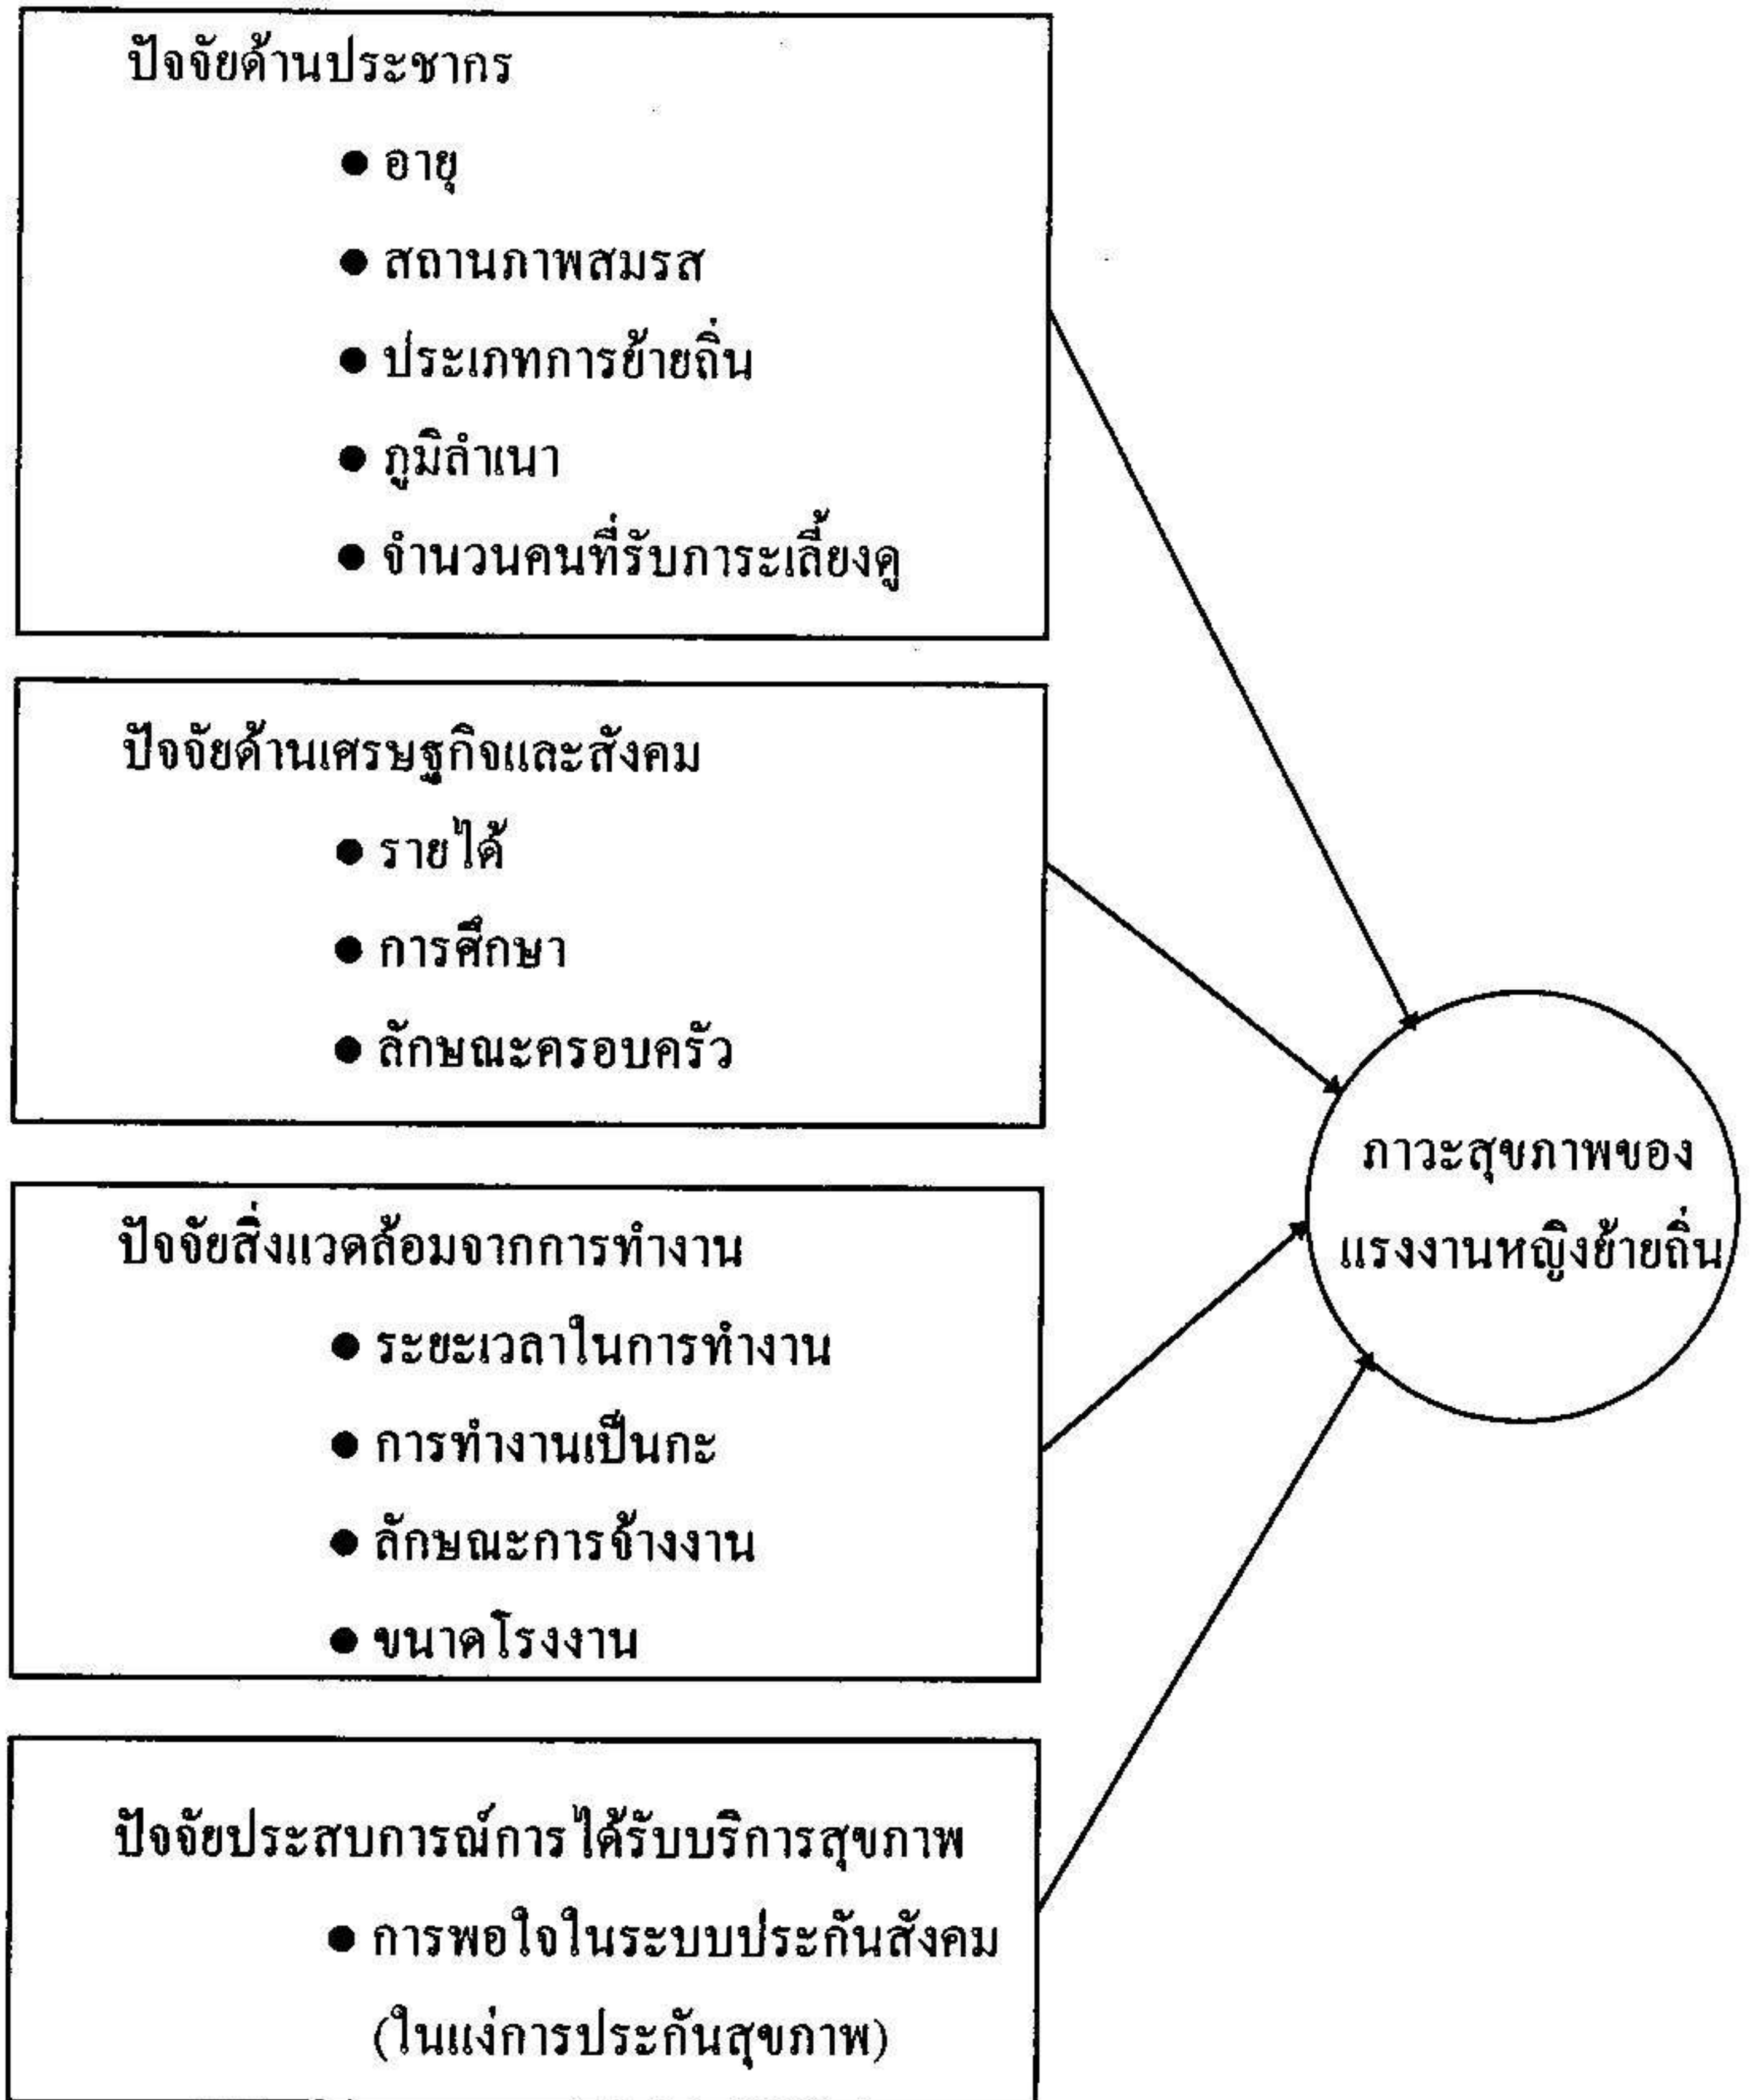 ปัจจัยด้านประชากร
● อายุ
● สถานภาพสมรส
● ประเภทการย้ายถิ่น
● ภูมิลำเนา
● จำนวนคนที่รับภาระเลี้ยงดู
ปัจจัยด้านเศรษฐกิจและสังคม
● รายได้
● การศึกษา
● ลักษณะครอบครัว
ปัจจัยสิ่งแวดล้อมจากการทำงาน
● ระยะเวลาในการทำงาน
● การทำงานเป็นกะ
● ลักษณะการจ้างงาน
● ขนาดโรงงาน
ปัจจัยประสบการณ์การได้รับบริการสุขภาพ
● การพอใจในระบบประกันสังคม
(ในแง่การประกันสุขภาพ)
ภาวะสุขภาพของ
แรงงานหญิงย้ายถิ่น